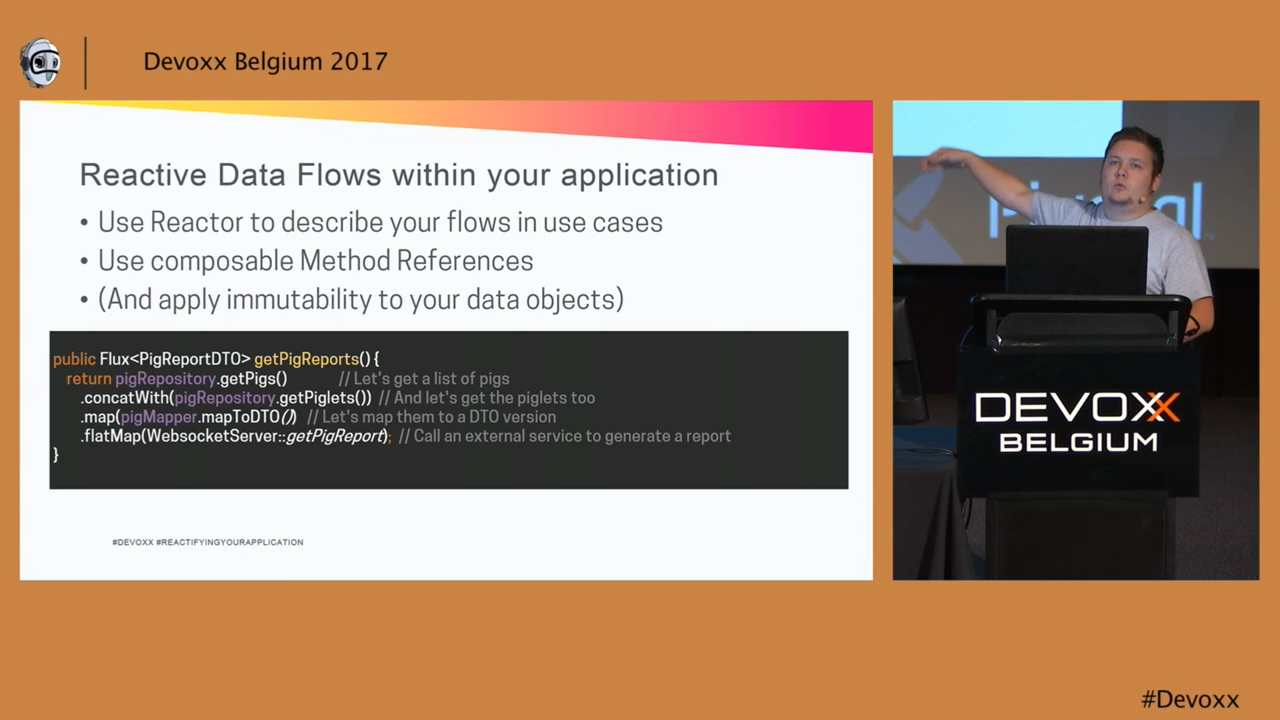 Devoxx Belgium 2017
Reactive Data Flows within your application
• Use Reactor to describe your flows in use cases
• Use composable Method References
• (And apply immutability to your data objects)
public Flux<PigReportDTO> getPigReports() {
return pigRepository.getPigs() // Let's get a list of pigs
.concatWith(pigRepository.getPiglets()) // And let's get the piglets too
.map(pigMapper.mapToDTO()) // Let's map them to a DTO version
.flatMap(WebsocketServer::getPigReport); // Call an external service to generate a report
}
#DEVOXX #REACTIFYINGYOURAPPLICATION
DEVOXX
BELGIUM
#Devoxx